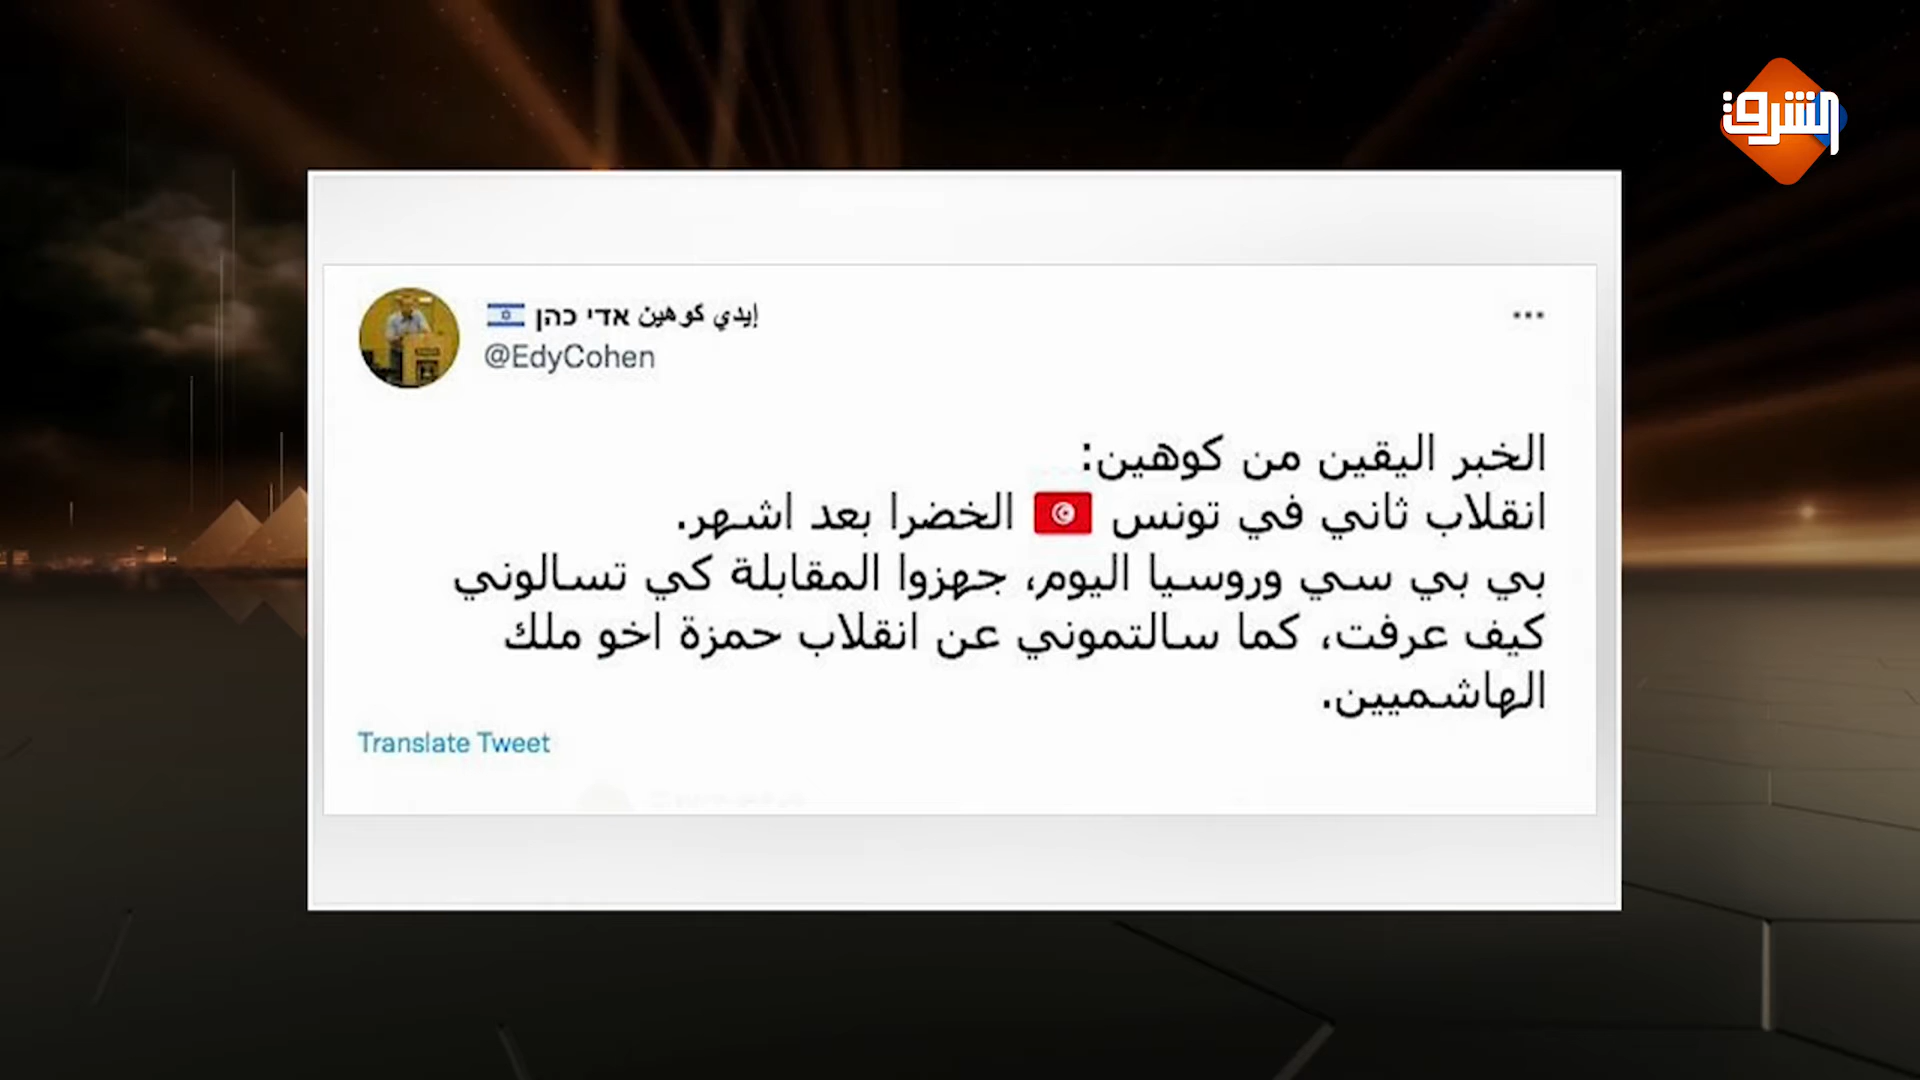 الشرق
إيدي كوهين אדי כהן 🇮🇱
@EdyCohen
الخبر اليقين من كوهين:
انقلاب ثاني في تونس 🇹🇳 الخضرا بعد اشهر.
بي بي سي وروسيا اليوم، جهزوا المقابلة كي تسالوني
كيف عرفت، كما سالتموني عن انقلاب حمزة اخو ملك
الهاشميين.
Translate Tweet